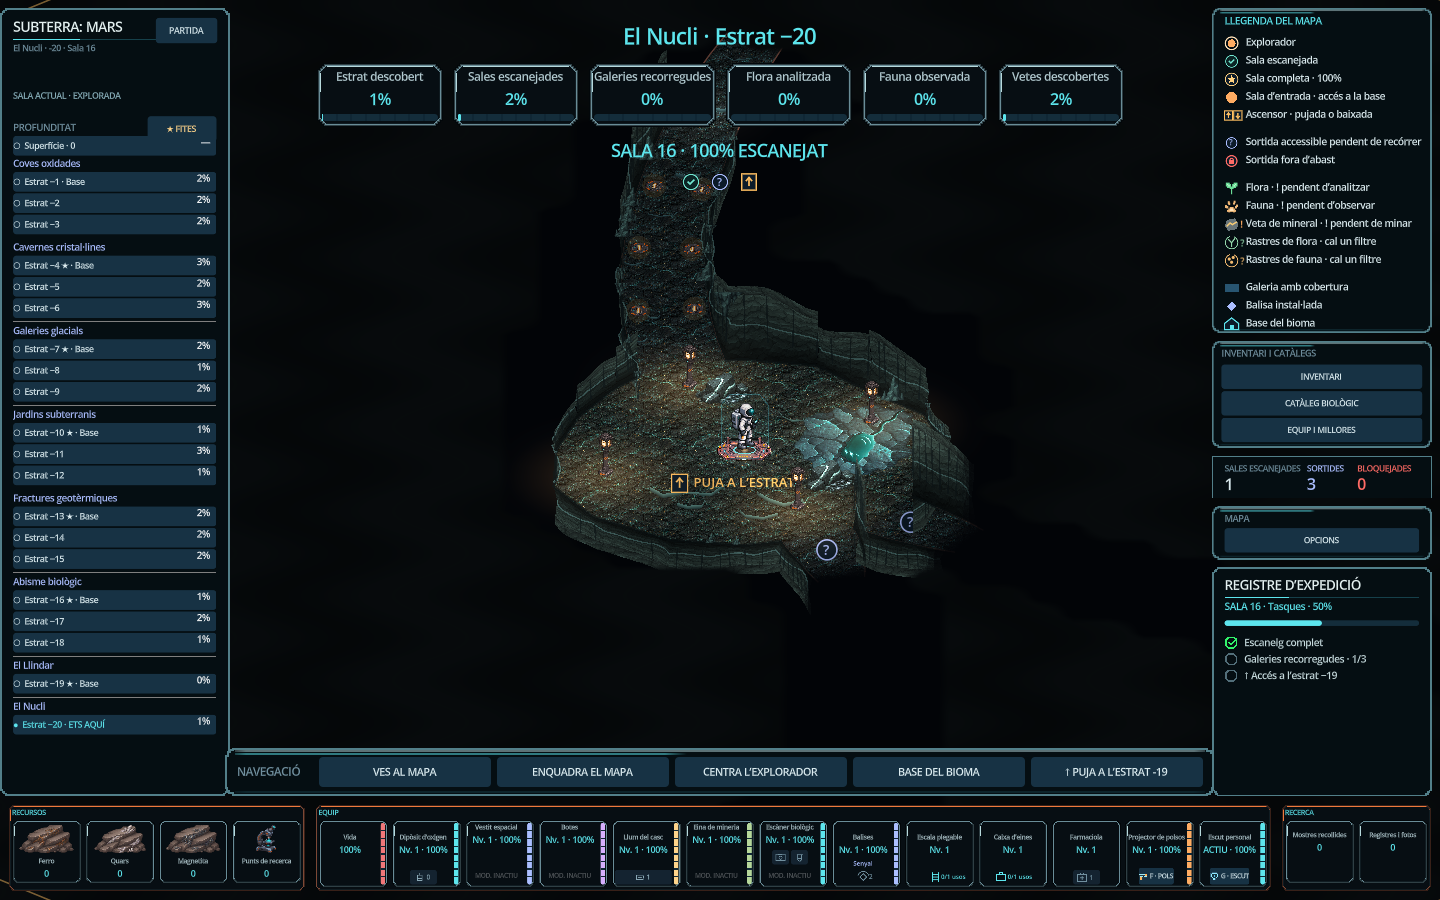 SUBTERRA: MARS
PARTIDA
El Nucli · -20 · Sala 16
SALA ACTUAL · EXPLORADA
PROFUNDITAT
★ FITES
Superfície · 0 —
Coves oxidades
Estrat −1 · Base 2%
Estrat −2 2%
Estrat −3 2%
Cavernes cristal·lines
Estrat −4 ★ · Base 3%
Estrat −5 2%
Estrat −6 3%
Galeries glacials
Estrat −7 ★ · Base 2%
Estrat −8 1%
Estrat −9 2%
Jardins subterranis
Estrat −10 ★ · Base 1%
Estrat −11 3%
Estrat −12 1%
Fractures geotèrmiques
Estrat −13 ★ · Base 2%
Estrat −14 2%
Estrat −15 2%
Abisme biològic
Estrat −16 ★ · Base 1%
Estrat −17 2%
Estrat −18 1%
El Llindar
Estrat −19 ★ · Base 0%
El Nucli
Estrat −20 · ETS AQUÍ 1%
El Nucli · Estrat −20
Estrat descobert
1%
Sales escanejades
2%
Galeries recorregudes
0%
Flora analitzada
0%
Fauna observada
0%
Vetes descobertes
2%
SALA 16 · 100% ESCANEJAT
?
↑
↑ PUJA A L'ESTRAT
?
?
LLEGENDA DEL MAPA
Explorador
Sala escanejada
Sala completa · 100%
Sala d'entrada · accés a la base
Ascensor · pujada o baixada
Sortida accessible pendent de recórrer
Sortida fora d'abast
Flora · ! pendent d'analitzar
Fauna · ! pendent d'observar
! Veta de mineral · ! pendent de minar
? Rastres de flora · cal un filtre
? Rastres de fauna · cal un filtre
Galeria amb cobertura
Balisa instal·lada
Base del bioma
INVENTARI I CATÀLEGS
INVENTARI
CATÀLEG BIOLÒGIC
EQUIP I MILLORES
SALES ESCANEJADES SORTIDES BLOQUEJADES
1 3 0
MAPA
OPCIONS
REGISTRE D'EXPEDICIÓ
SALA 16 · Tasques · 50%
Escaneig complet
Galeries recorregudes · 1/3
↑ Accés a l'estrat −19
NAVEGACIÓ
VES AL MAPA
ENQUADRA EL MAPA
CENTRA L'EXPLORADOR
BASE DEL BIOMA
↑ PUJA A L'ESTRAT -19
RECURSOS
Ferro
0
Quars
0
Magnetita
0
Punts de recerca
0
EQUIP
Vida
100%
Dipòsit d'oxigen
Nv. 1 · 100%
0
Vestit espacial
Nv. 1 · 100%
MOD. INACTIU
Botes
Nv. 1 · 100%
MOD. INACTIU
Llum del casc
Nv. 1 · 100%
1
Eina de mineria
Nv. 1 · 100%
MOD. INACTIU
Escàner biològic
Nv. 1 · 100%
MOD. INACTIU
Balises
Nv. 1 · 100%
Senyal
2
Escala plegable
Nv. 1
0/1 usos
Caixa d'eines
Nv. 1
0/1 usos
Farmaciola
Nv. 1
1
Projector de polsos
Nv. 1 · 100%
F · POLS
Escut personal
ACTIU · 100%
G · ESCUT
RECERCA
Mostres recollides
0
Registres i fotos
0